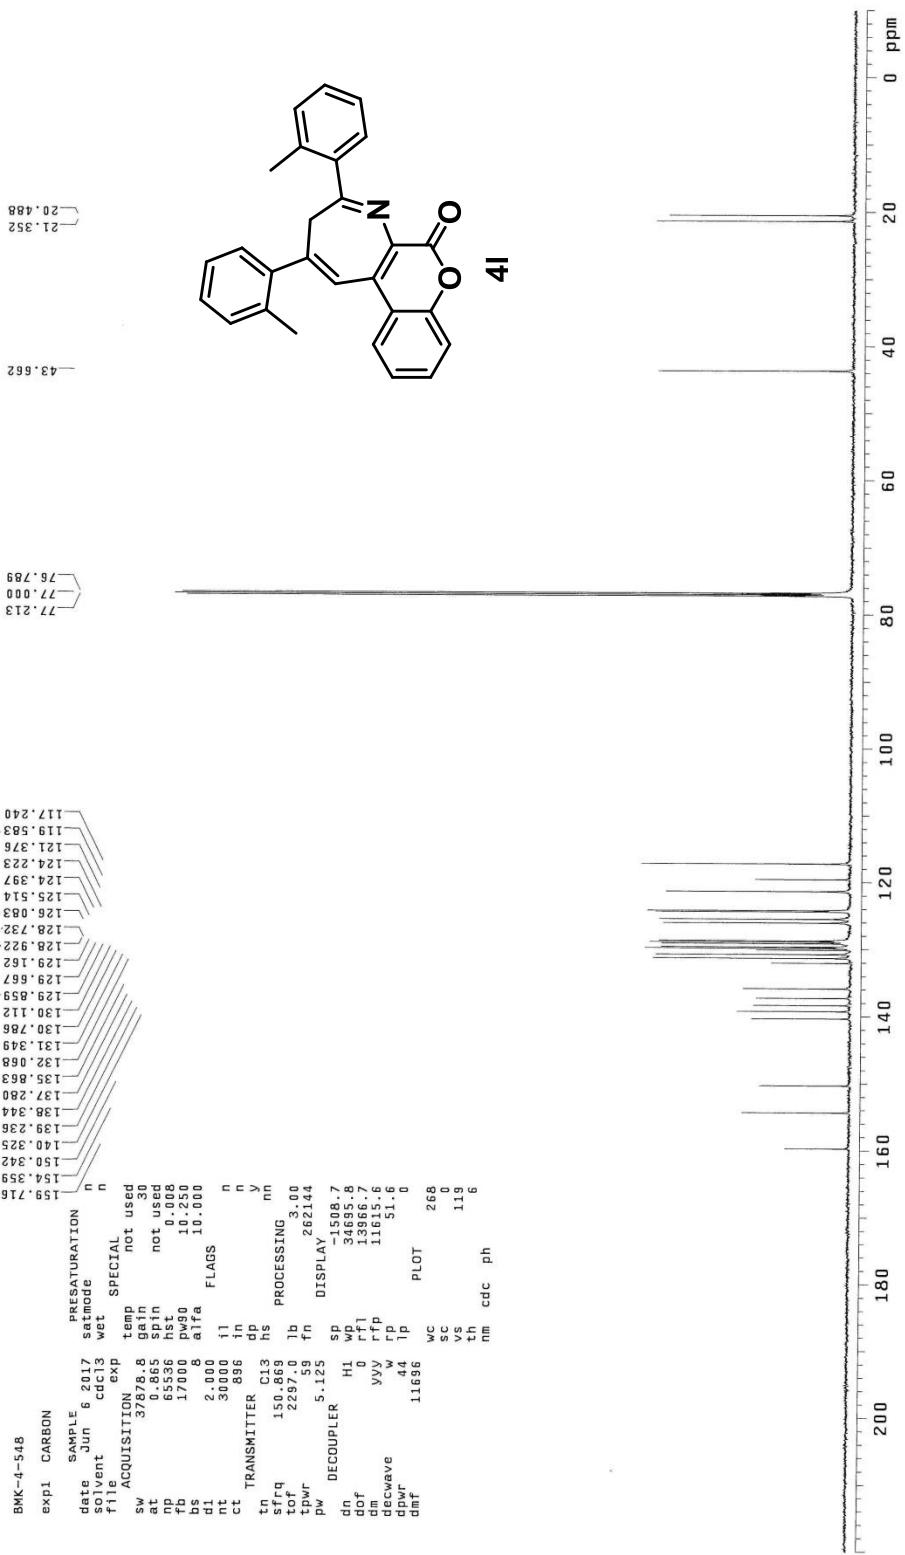 BMK-4-548
exp1 CARBON
SAMPLE
date Jun 6 2017
solvent cdcl3
file exp
ACQUISITION
sw 37878.8
at 0.865
np 65536
fb 17000
bs 8
d1 2.000
nt 30000
ct 896
TRANSMITTER
tn C13
sfrq 150.869
tof 2297.0
tpwr 59
pw 5.125
DECOUPLER
dn H1
dof 0
dm yyy
decwave w
dpwr 44
dmf 11696
PRESATURATION
satmode n
wet n
SPECIAL
temp not used
gain 30
spin not used
hst 0.008
pw90 10.250
alfa 10.000
FLAGS
il n
in n
dp y
hs nn
PROCESSING
lb 3.00
fn 262144
DISPLAY
sp -1508.7
wp 34695.8
rfl 13966.7
rfp 11615.6
rp 51.6
lp 0
PLOT
wc 268
sc 0
vs 119
th 6
nm cdc ph
159.716
154.359
150.342
140.325
139.236
138.344
137.280
135.863
132.068
131.349
130.786
130.112
129.859
129.667
129.162
128.922
128.732
126.083
125.514
124.397
124.223
121.376
119.583
117.240
77.213
77.000
76.789
43.662
21.352
20.488
N
O
O
4l
200 180 160 140 120 100 80 60 40 20 0 ppm